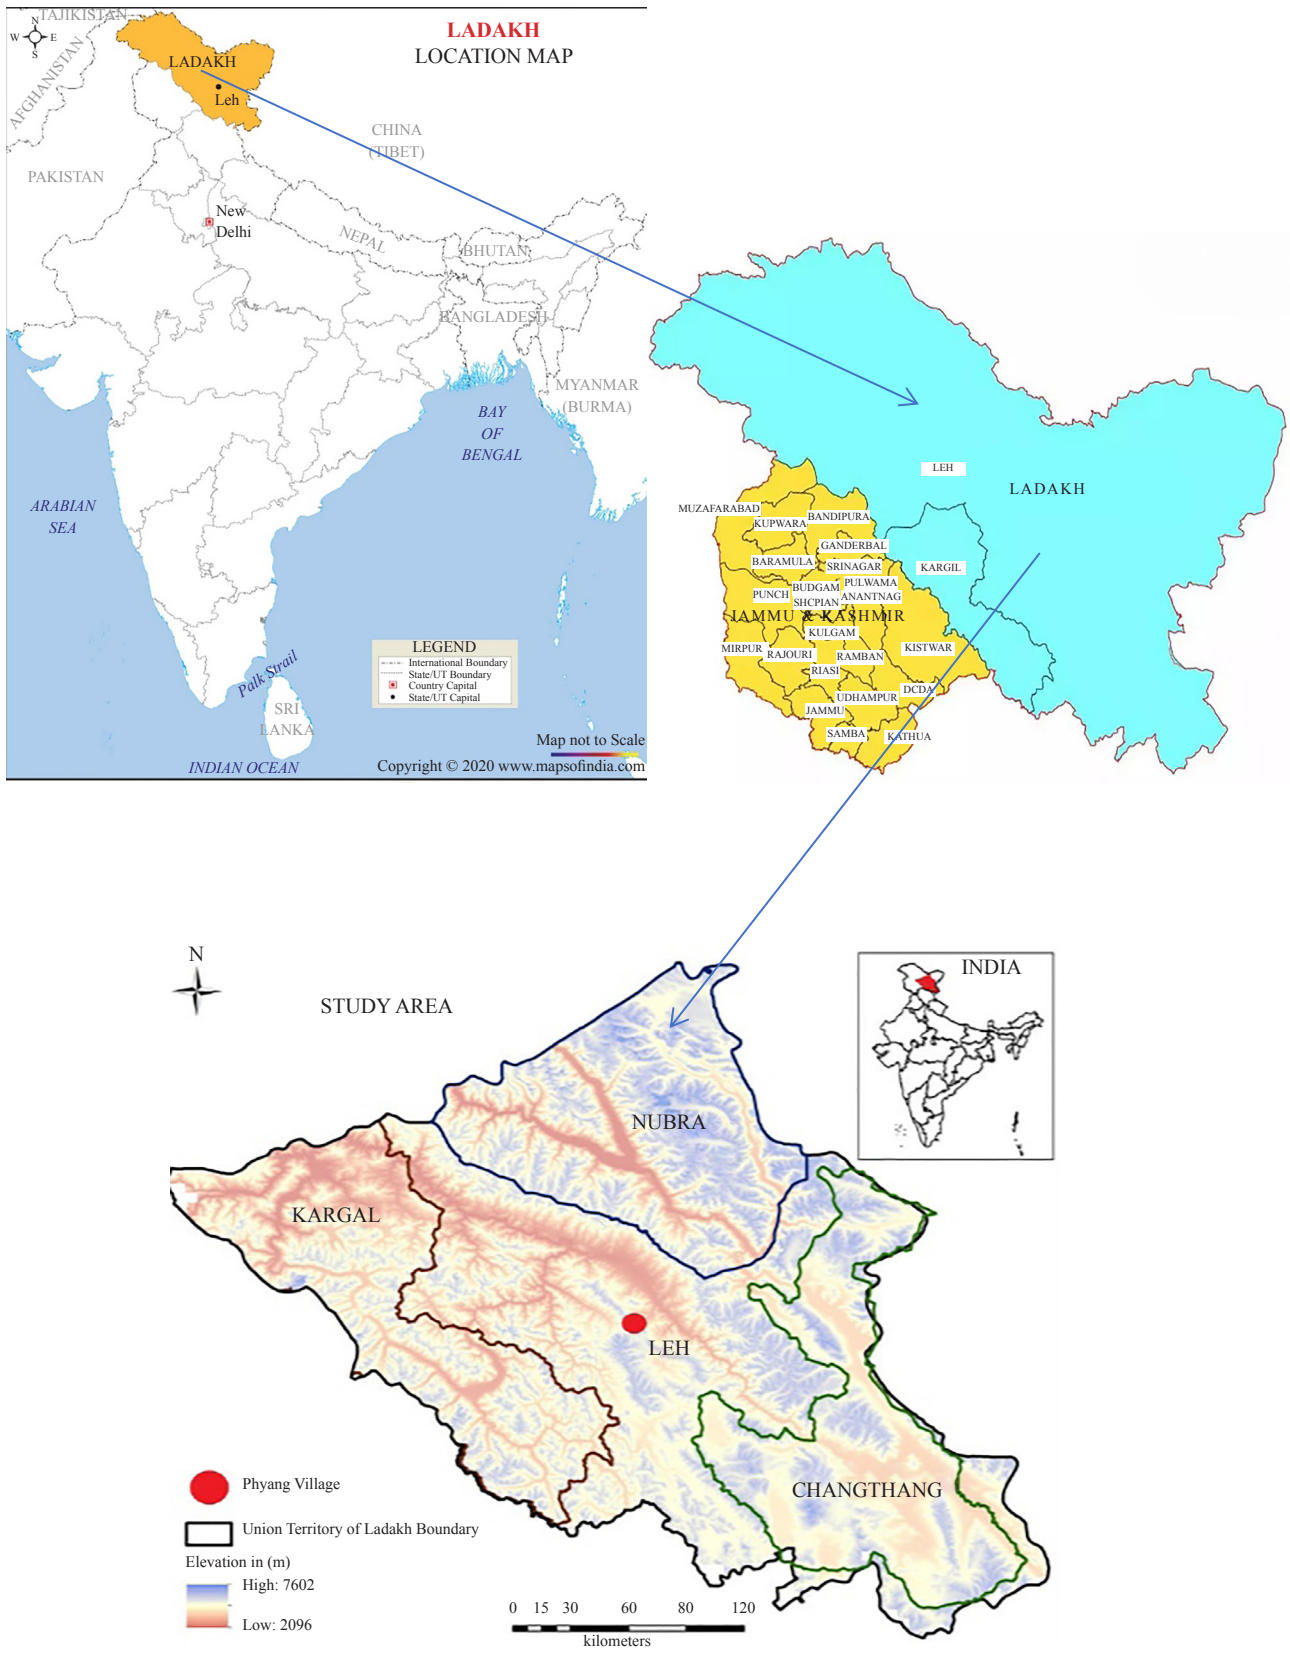 TAJIKISTAN
N
W
E
S
LADAKH
LOCATION MAP
AFGHANISTAN
LADAKH
Leh
CHINA
(TIBET)
PAKISTAN
New
Delhi
NEPAL
BHUTAN
BANGLADESH
MYANMAR
(BURMA)
BAY
OF
BENGAL
ARABIAN
SEA
Palk Strail
SRI
LANKA
INDIAN OCEAN
LEGEND
International Boundary
State/UT Boundary
Country Capital
State/UT Capital
Map not to Scale
Copyright © 2020 www.mapsofindia.com
LEH
LADAKH
MUZAFARABAD
KUPWARA
BANDIPURA
GANDERBAL
BARAMULA
SRINAGAR
KARGIL
PUNCH
BUDGAM
PULWAMA
SHCPIAN
ANANTNAG
JAMMU & KASHMIR
KULGAM
MIRPUR
RAJOURI
RAMBAN
KISTWAR
RIASI
UDHAMPUR
DCDA
JAMMU
SAMBA
KATHUA
N
STUDY AREA
INDIA
NUBRA
KARGAL
LEH
CHANGTHANG
Phyang Village
Union Territory of Ladakh Boundary
Elevation in (m)
High: 7602
Low: 2096
0 15 30 60 80 120
kilometers